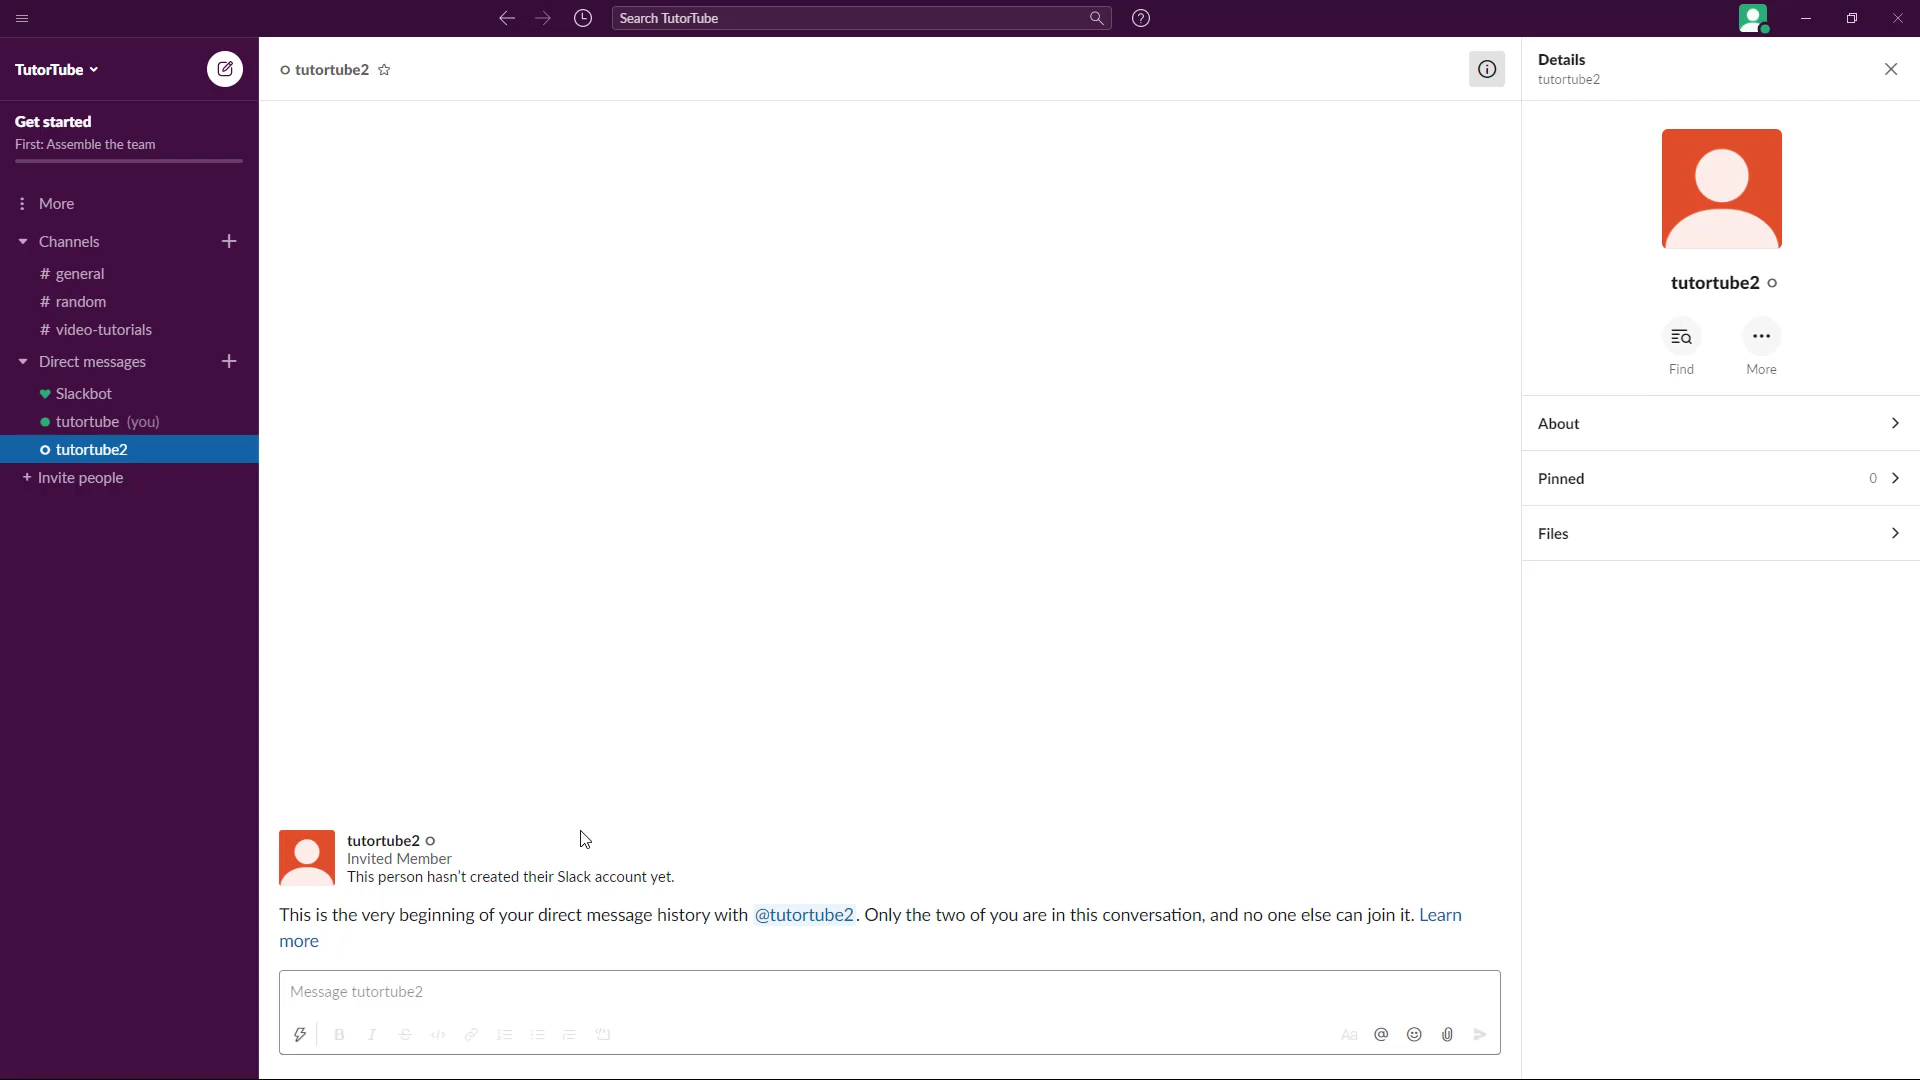 Search TutorTube
TutorTube
Get started
First: Assemble the team
More
Channels
# general
# random
# video-tutorials
Direct messages
Slackbot
tutortube (you)
tutortube2
+ Invite people
tutortube2
tutortube2
Invited Member
This person hasn't created their Slack account yet.
This is the very beginning of your direct message history with @tutortube2. Only the two of you are in this conversation, and no one else can join it. Learn
more
Message tutortube2
B I S </>
Aa @
Details
tutortube2
tutortube2
Find More
About
Pinned 0
Files